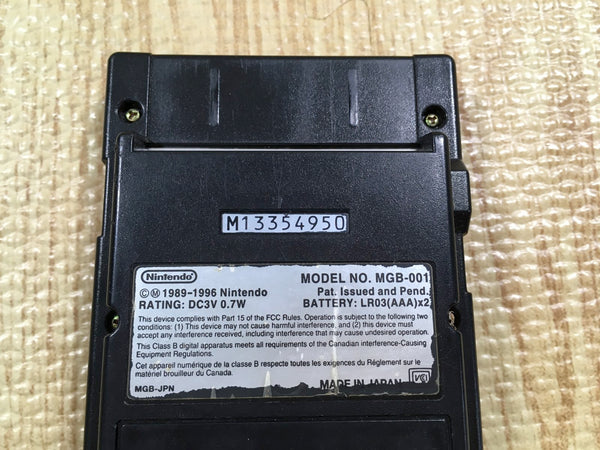 M13354950
Nintendo
MODEL NO. MGB-001
©Ⓜ 1989-1996 Nintendo
Pat. Issued and Pend.
RATING: DC3V 0.7W
BATTERY: LR03(AAA)x2
This device complies with Part 15 of the FCC Rules. Operation is subject to the following two
conditions: (1) This device may not cause harmful interference, and (2) this device must
accept any interference received, including interference that may cause undesired operation.
This Class B digital apparatus meets all requirements of the Canadian interference-Causing
Equipment Regulations.
Cet appareil numérique de la classe B respecte toutes les exigences du Réglement sur le
matériel brouilleur du Canada.
MGB-JPN
MADE IN JAPAN